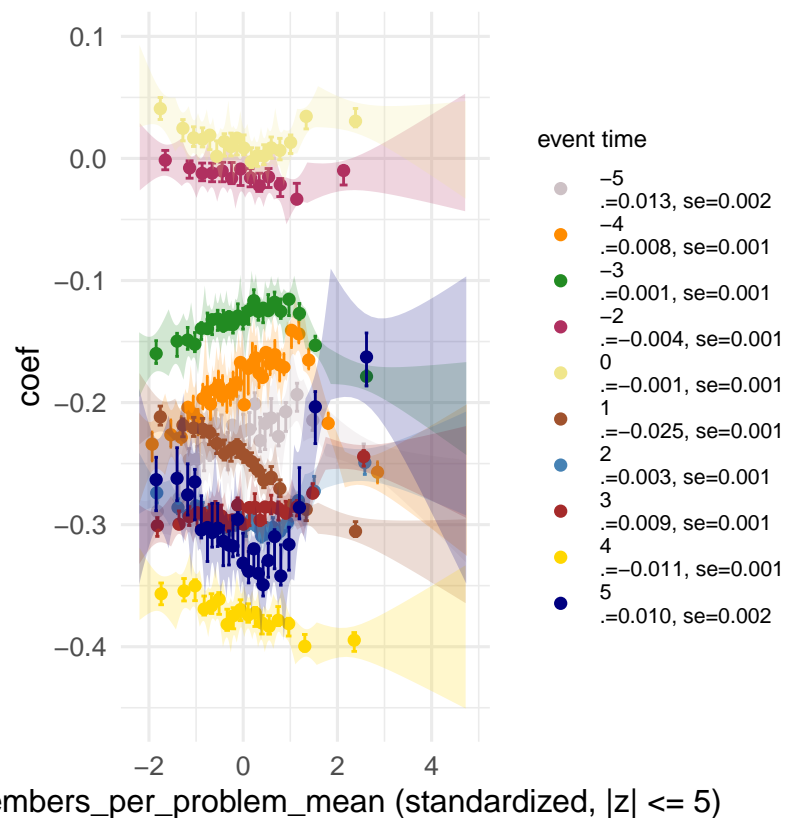 0.1
0.0
−0.1
−0.2
−0.3
−0.4
coef
−2
0
2
4
embers_per_problem_mean (standardized, |z| <= 5)
event time
−5
.=0.013, se=0.002
−4
.=0.008, se=0.001
−3
.=0.001, se=0.001
−2
.=−0.004, se=0.001
0
.=−0.001, se=0.001
1
.=−0.025, se=0.001
2
.=0.003, se=0.001
3
.=0.009, se=0.001
4
.=−0.011, se=0.001
5
.=0.010, se=0.002